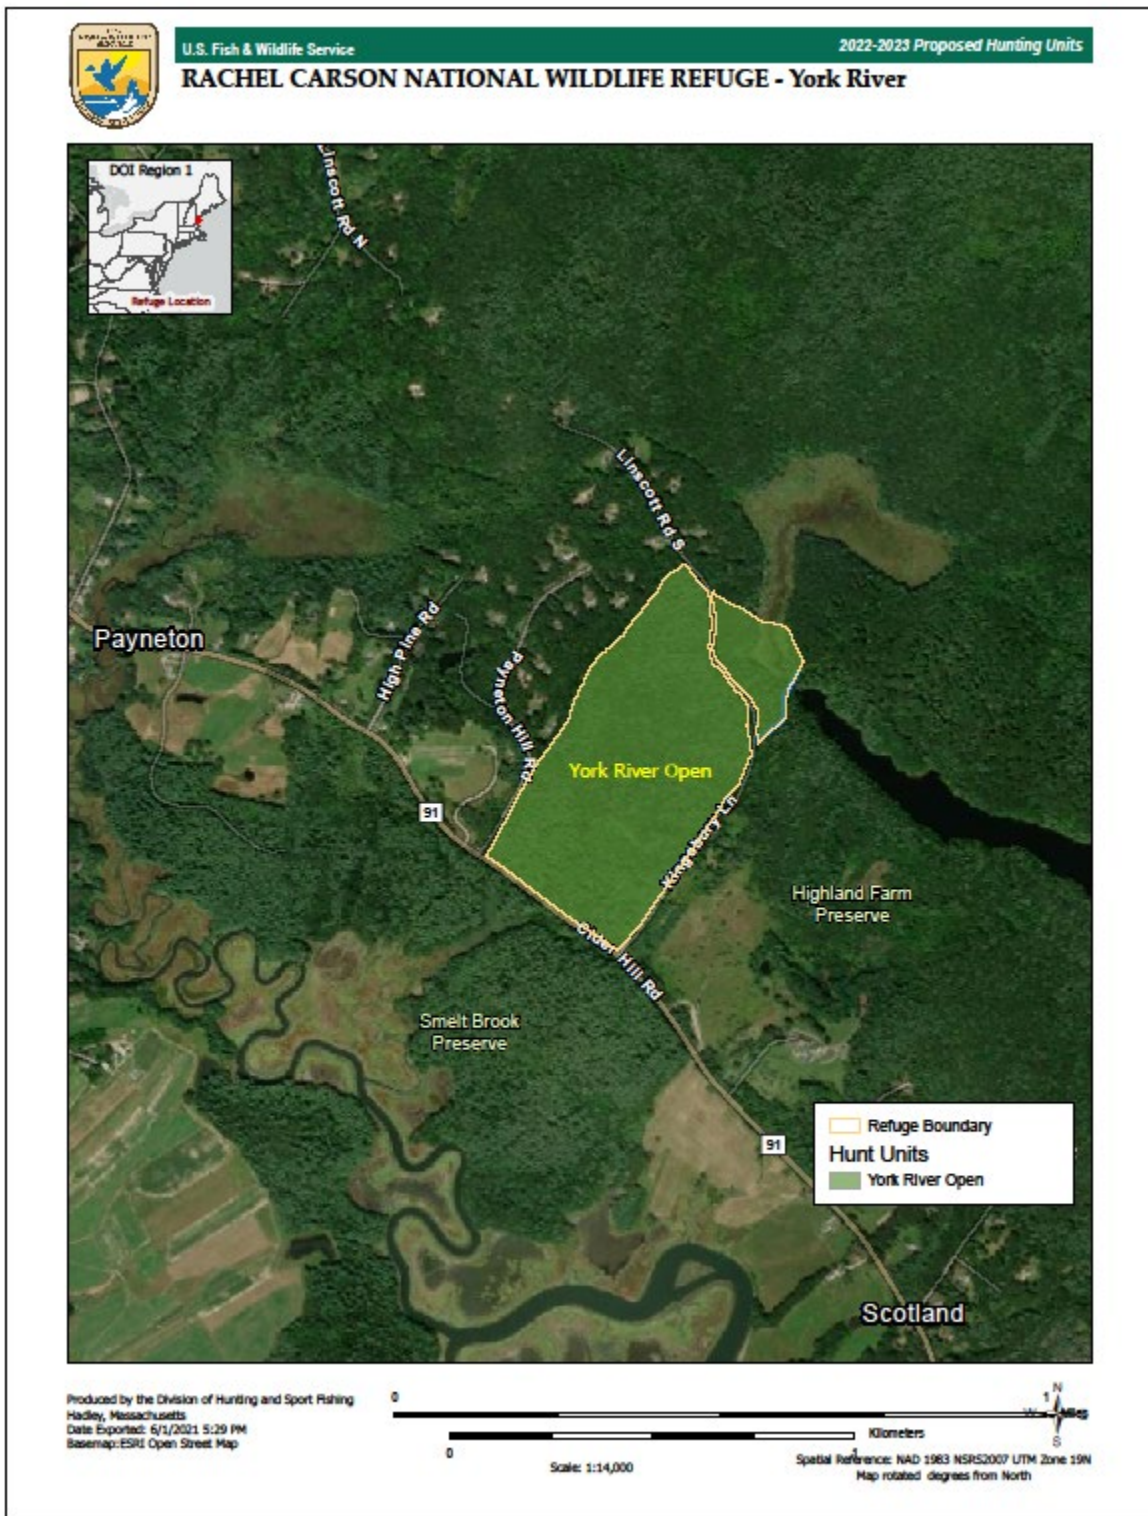 U.S. Fish & Wildlife Service
2022-2023 Proposed Hunting Units
RACHEL CARSON NATIONAL WILDLIFE REFUGE - York River
DOI Region 1
Refuge Location
Linscott Rd N
Linscott Rd S
High Pine Rd
Payneton
Payneton Hill Rd
York River Open
91
Kingsbury Ln
Highland Farm
Preserve
Cider Hill Rd
Smelt Brook
Preserve
91
Refuge Boundary
Hunt Units
York River Open
Scotland
Produced by the Division of Hunting and Sport Fishing
Hadley, Massachusetts
Date Exported: 6/1/2021 5:29 PM
Basemap:ESRI Open Street Map
0 1
Miles
N
W
S
Kilometers
0 1
Scale: 1:14,000
Spatial Reference: NAD 1983 NSRS2007 UTM Zone 19N
Map rotated degrees from North